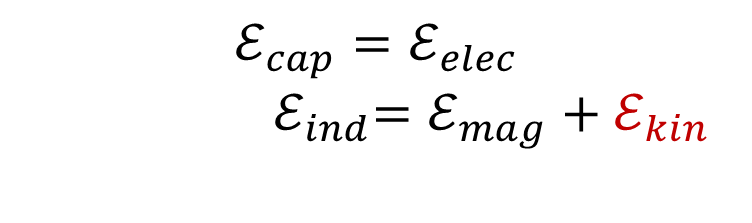 ℰ_cap = ℰ_elec
ℰ_ind = ℰ_mag + ℰ_kin